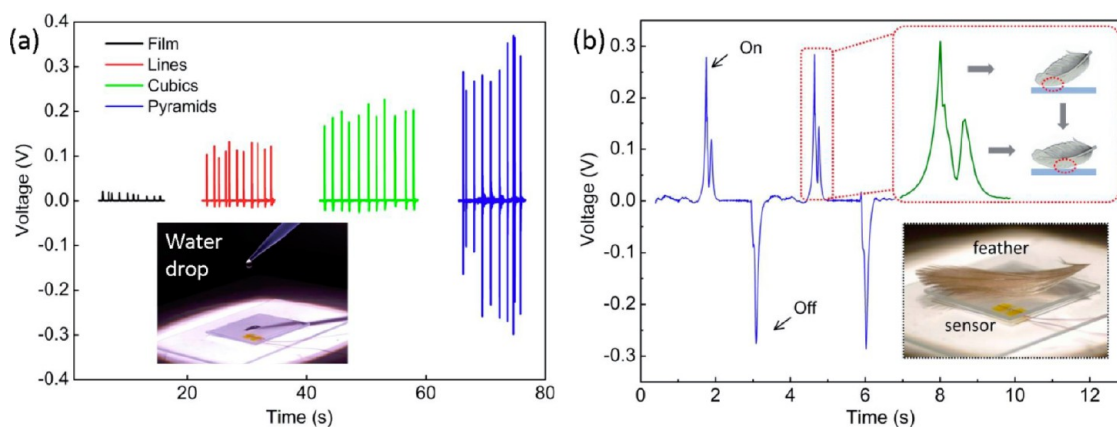 (a)
0.4
0.3
0.2
0.1
0.0
-0.1
-0.2
-0.3
-0.4
Voltage (V)
Film
Lines
Cubics
Pyramids
Water
drop
20
40
60
80
Time (s)
(b)
0.3
0.2
0.1
0.0
-0.1
-0.2
-0.3
Voltage (V)
On
Off
feather
sensor
0
2
4
6
8
10
12
Time (s)